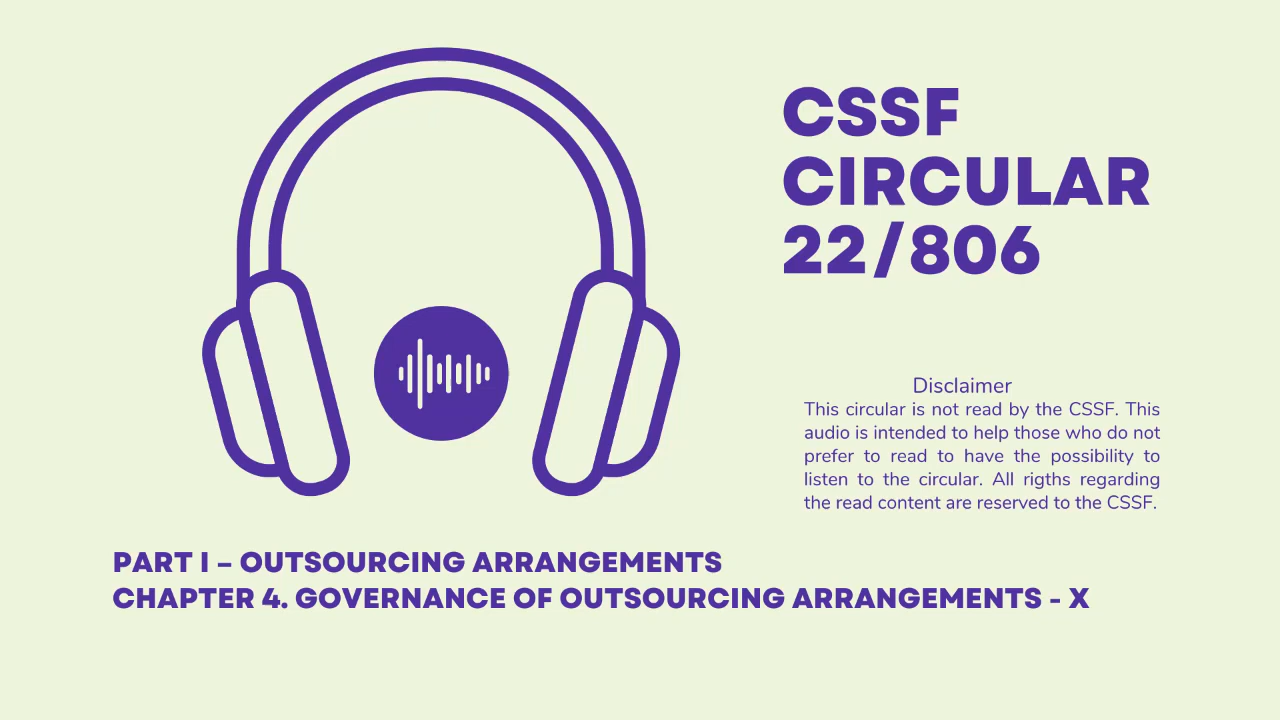 CSSF
CIRCULAR
22/806
Disclaimer
This circular is not read by the CSSF. This
audio is intended to help those who do not
prefer to read to have the possibility to
listen to the circular. All rigths regarding
the read content are reserved to the CSSF.
PART I – OUTSOURCING ARRANGEMENTS
CHAPTER 4. GOVERNANCE OF OUTSOURCING ARRANGEMENTS - X